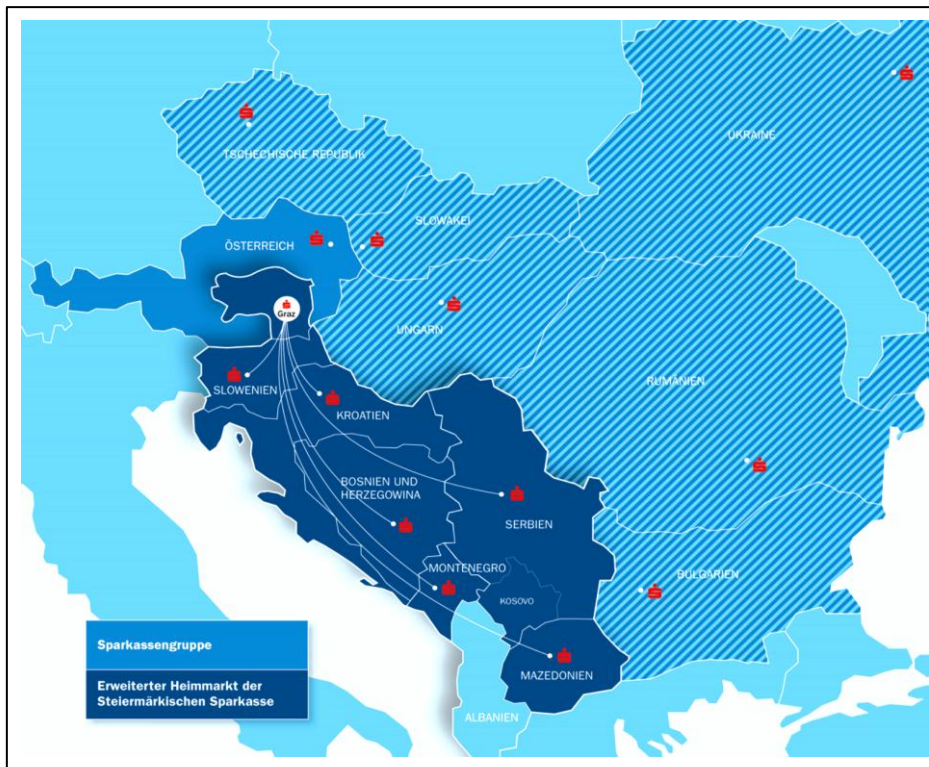 UKRAINE
TSCHECHISCHE REPUBLIK
SLOWAKEI
ÖSTERREICH
Graz
UNGARN
RUMÄNIEN
SLOWENIEN
KROATIEN
BOSNIEN UND
HERZEGOWINA
SERBIEN
MONTENEGRO
BULGARIEN
KOSOVO
MAZEDONIEN
ALBANIEN
Sparkassengruppe
Erweiterter Heimmarkt der
Steiermärkischen Sparkasse